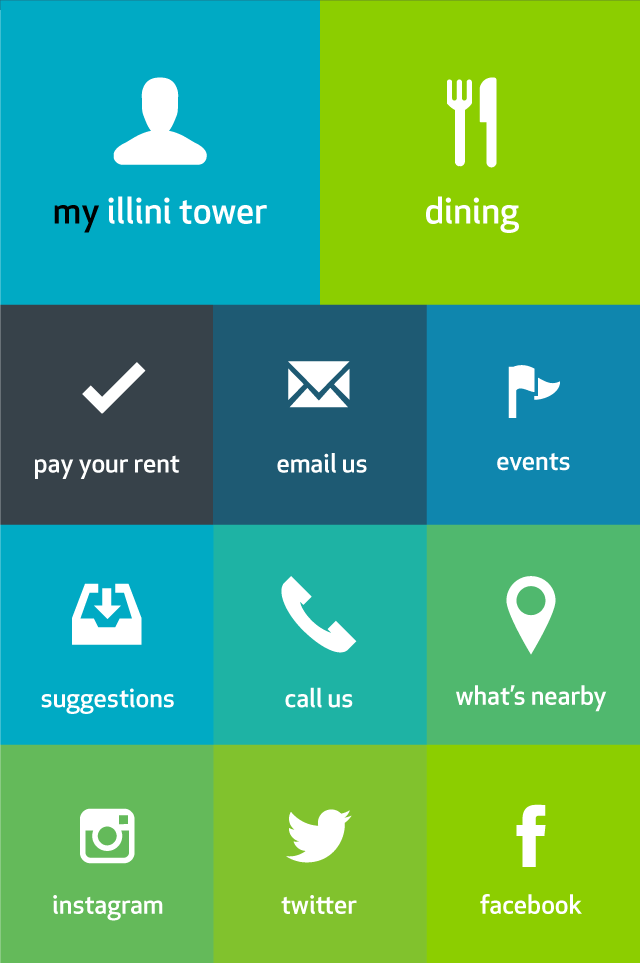 my illini tower
dining
pay your rent
email us
events
suggestions
call us
what's nearby
instagram
twitter
facebook